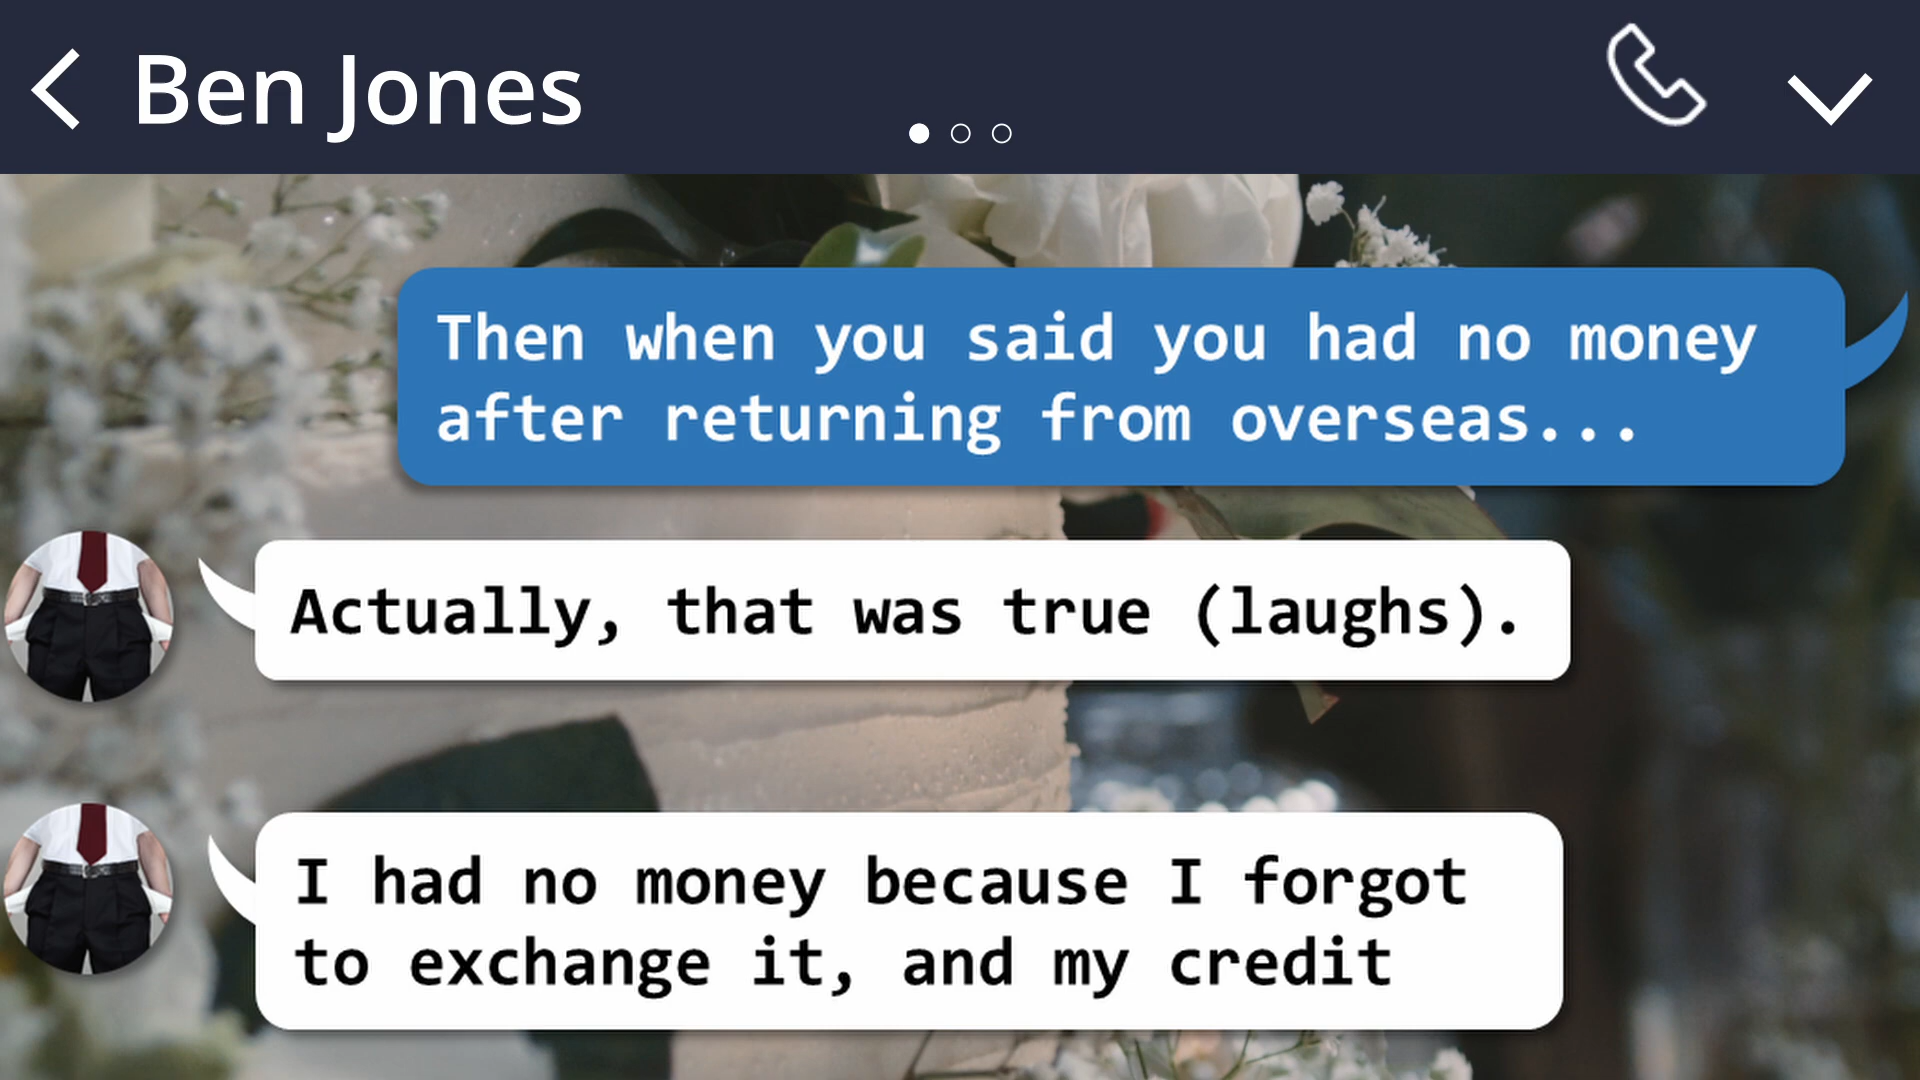 Ben Jones
Then when you said you had no money
after returning from overseas...
Actually, that was true (laughs).
I had no money because I forgot
to exchange it, and my credit